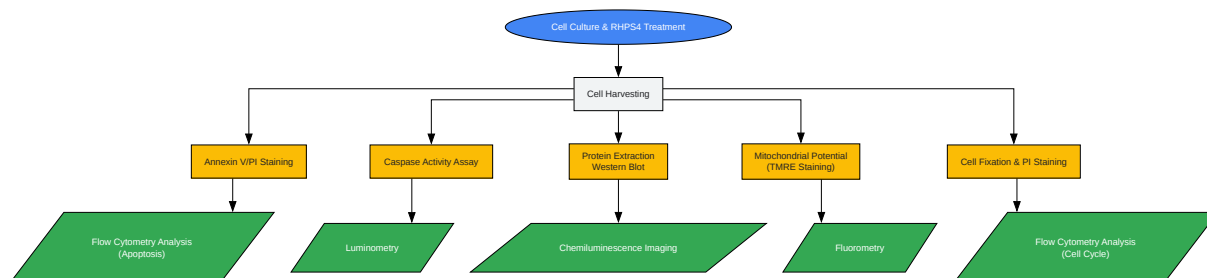 Cell Culture & RHPS4 Treatment
Cell Harvesting
Annexin V/PI Staining
Caspase Activity Assay
Protein Extraction
Western Blot
Mitochondrial Potential
(TMRE Staining)
Cell Fixation & PI Staining
Flow Cytometry Analysis
(Apoptosis)
Luminometry
Chemiluminescence Imaging
Fluorometry
Flow Cytometry Analysis
(Cell Cycle)